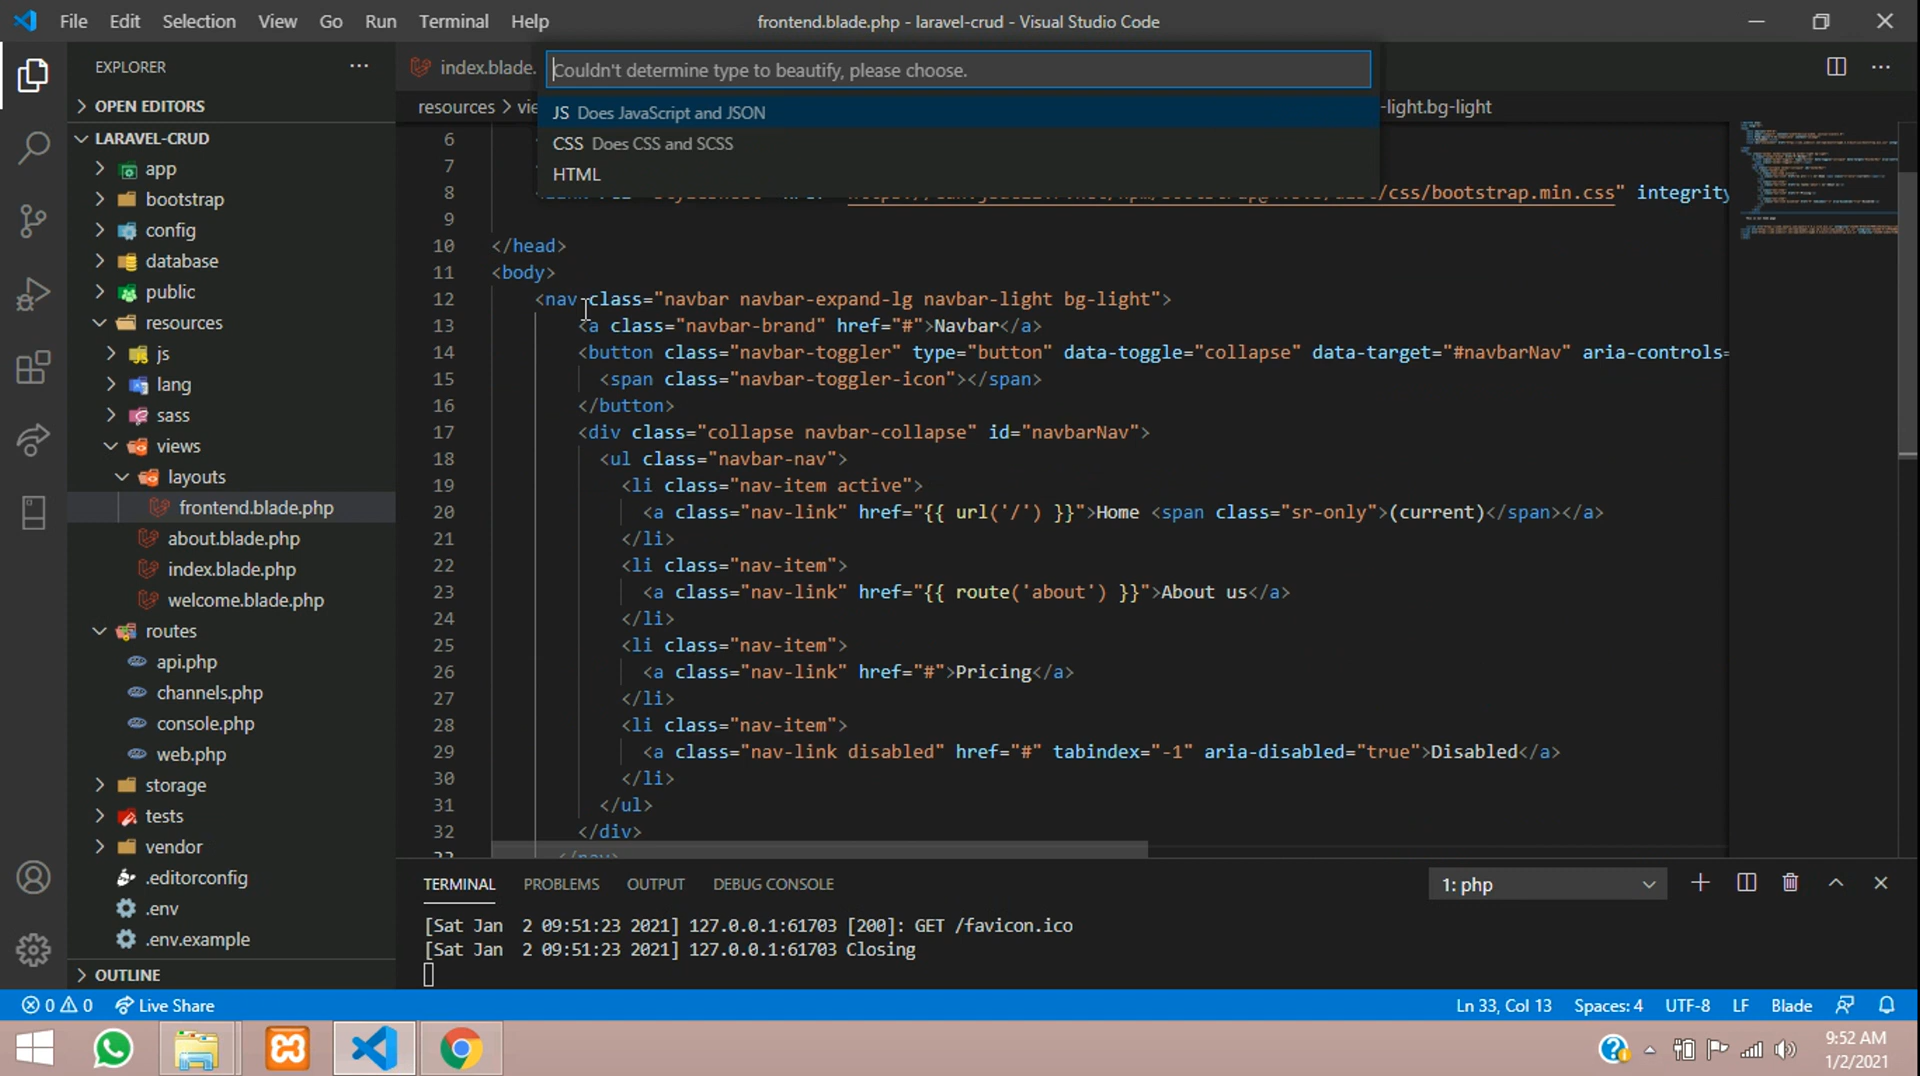 File Edit Selection View Go Run Terminal Help frontend.blade.php - laravel-crud - Visual Studio Code
EXPLORER ···
index.blade.
Couldn't determine type to beautify, please choose.
JS Does JavaScript and JSON
CSS Does CSS and SCSS
HTML
resources > vie
-light.bg-light
OPEN EDITORS
LARAVEL-CRUD
app
bootstrap
config
database
public
resources
js
lang
sass
views
layouts
frontend.blade.php
about.blade.php
index.blade.php
welcome.blade.php
routes
api.php
channels.php
console.php
web.php
storage
tests
vendor
.editorconfig
.env
.env.example
OUTLINE
6
7
8 /css/bootstrap.min.css" integrity
9
10 </head>
11 <body>
12 <nav class="navbar navbar-expand-lg navbar-light bg-light">
13 <a class="navbar-brand" href="#">Navbar</a>
14 <button class="navbar-toggler" type="button" data-toggle="collapse" data-target="#navbarNav" aria-controls=
15 <span class="navbar-toggler-icon"></span>
16 </button>
17 <div class="collapse navbar-collapse" id="navbarNav">
18 <ul class="navbar-nav">
19 <li class="nav-item active">
20 <a class="nav-link" href="{{ url('/') }}">Home <span class="sr-only">(current)</span></a>
21 </li>
22 <li class="nav-item">
23 <a class="nav-link" href="{{ route('about') }}">About us</a>
24 </li>
25 <li class="nav-item">
26 <a class="nav-link" href="#">Pricing</a>
27 </li>
28 <li class="nav-item">
29 <a class="nav-link disabled" href="#" tabindex="-1" aria-disabled="true">Disabled</a>
30 </li>
31 </ul>
32 </div>
33 </nav>
TERMINAL PROBLEMS OUTPUT DEBUG CONSOLE 1: php
[Sat Jan 2 09:51:23 2021] 127.0.0.1:61703 [200]: GET /favicon.ico
[Sat Jan 2 09:51:23 2021] 127.0.0.1:61703 Closing
0 0 Live Share Ln 33, Col 13 Spaces: 4 UTF-8 LF Blade
9:52 AM
1/2/2021